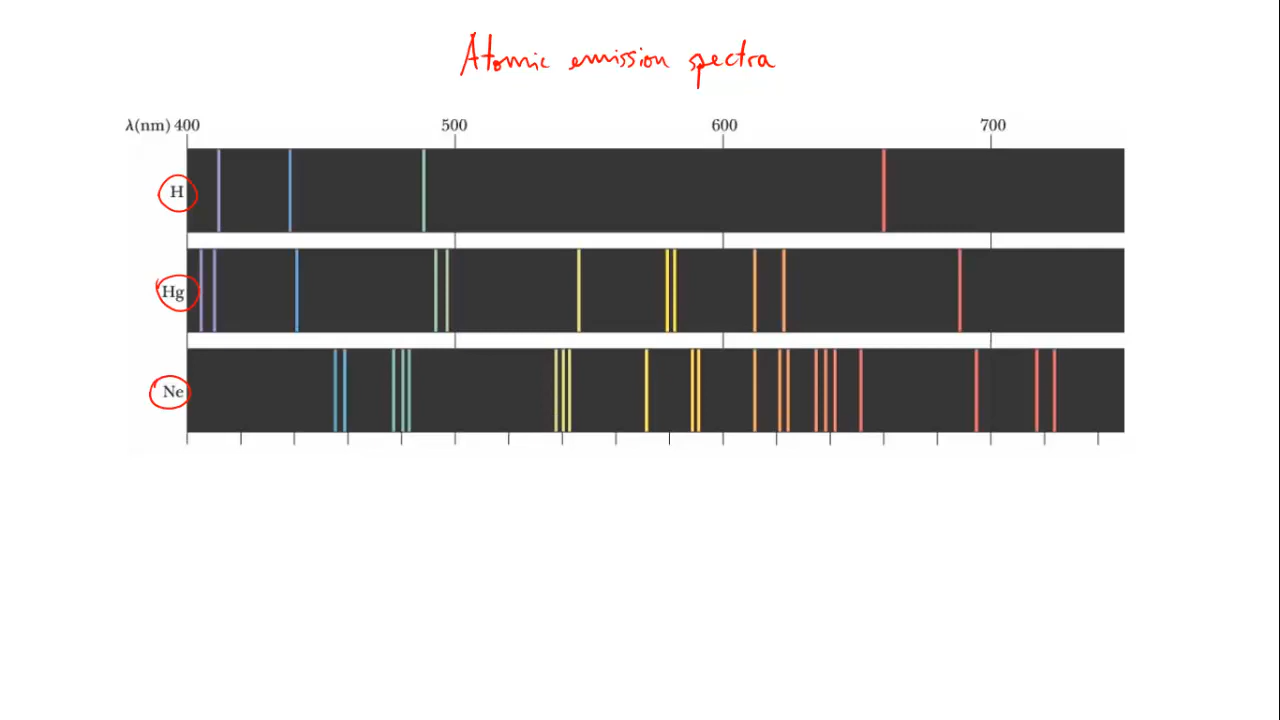 Atomic emission spectra
λ(nm) 400 500 600 700
H
Hg
Ne